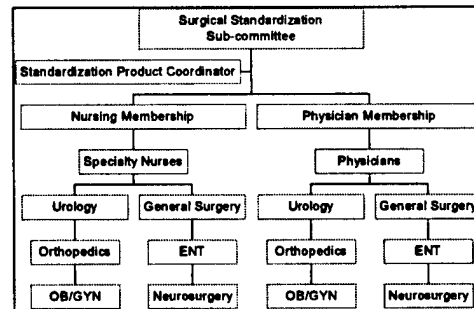 Surgical Standardization
Sub-committee
Standardization Product Coordinator
Nursing Membership
Physician Membership
Specialty Nurses
Physicians
Urology
General Surgery
Urology
General Surgery
Orthopedics
ENT
Orthopedics
ENT
OB/GYN
Neurosurgery
OB/GYN
Neurosurgery